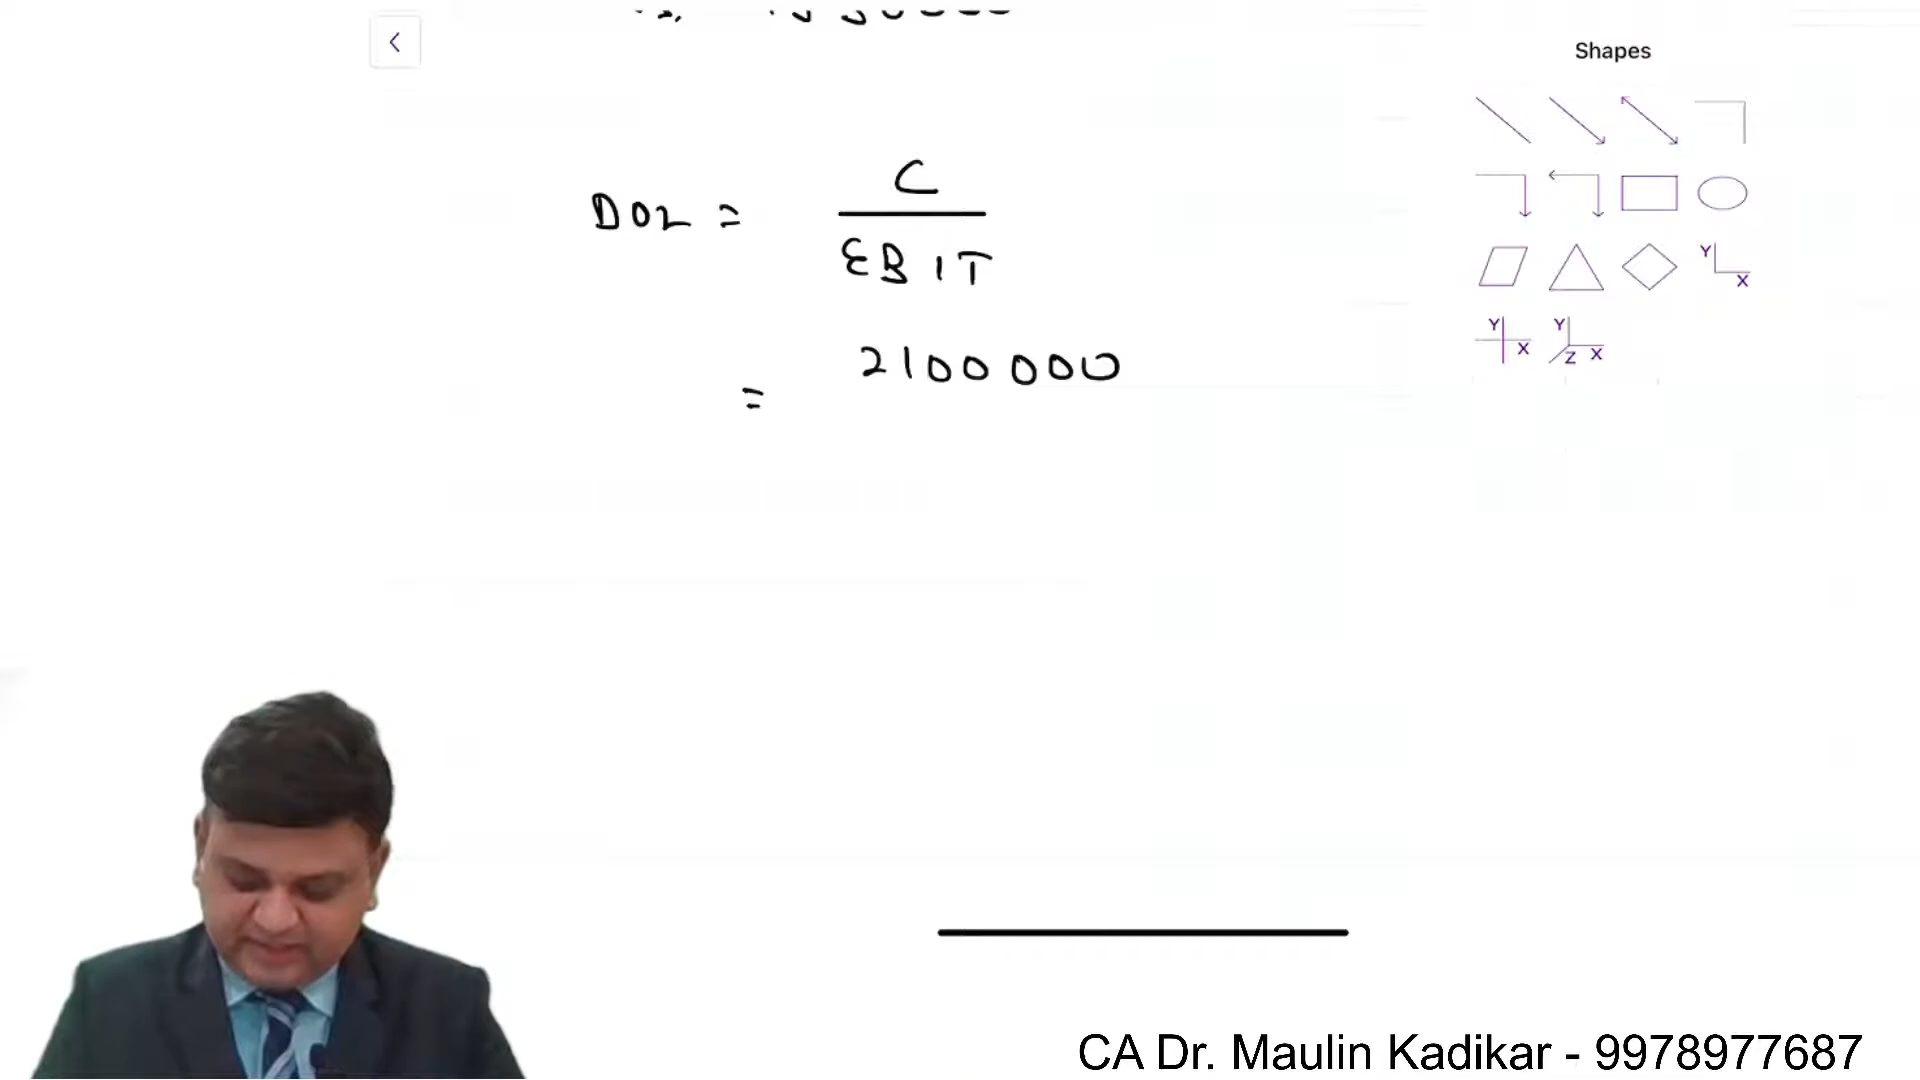 Shapes
C
DOL =
EBIT
2100000
=
Y
X
Y
X
Y
Z X
CA Dr. Maulin Kadikar - 9978977687